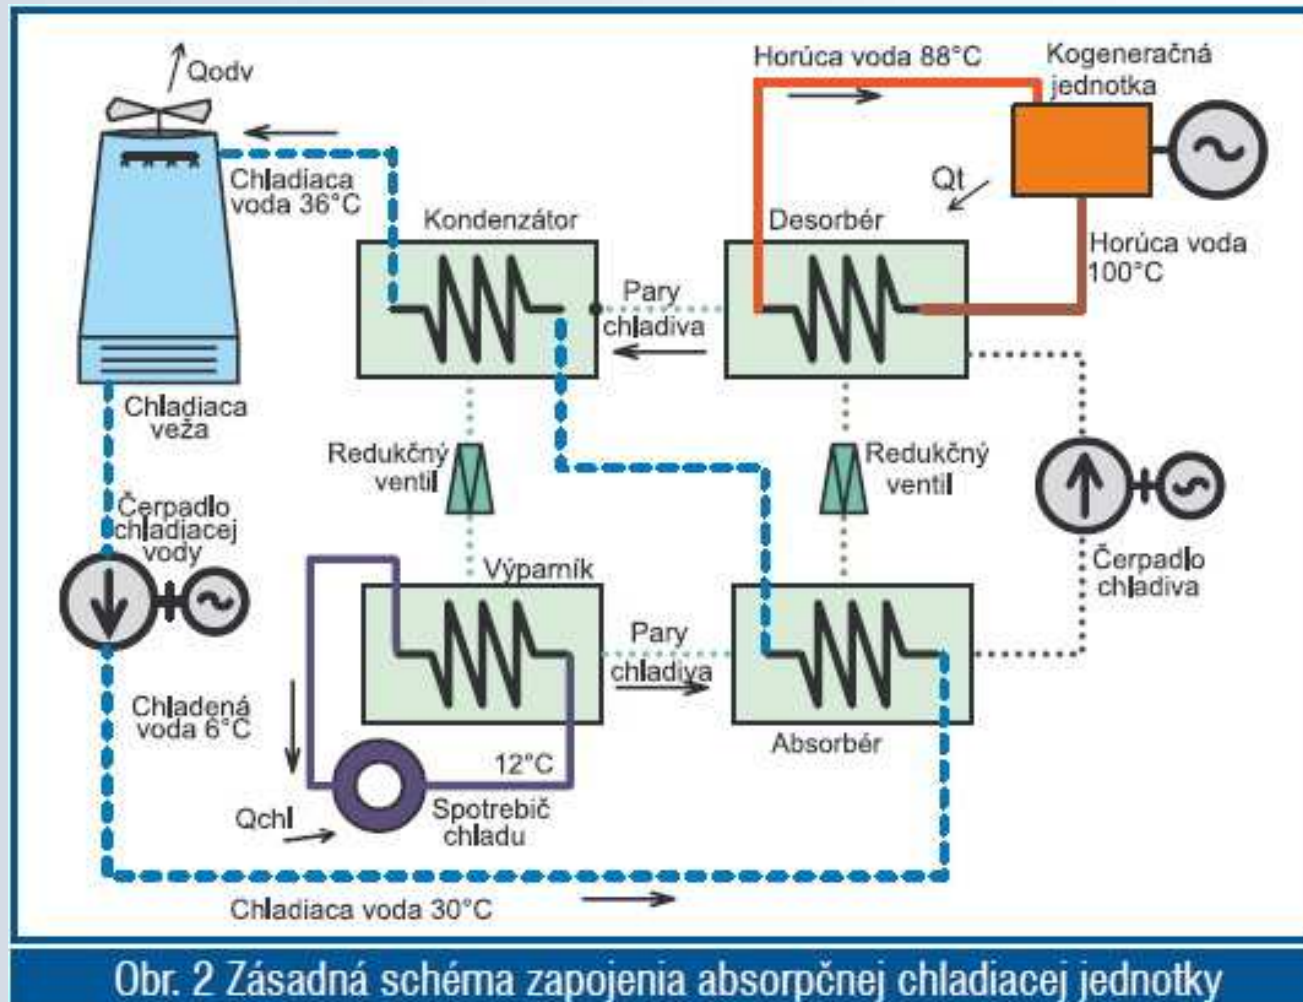 Qodv
Horúca voda 88°C
Kogeneračná
jednotka
Chladiaca
voda 36°C
Qt
Kondenzátor
Desorbér
Horúca voda
100°C
Pary
chladiva
Chladiaca
veža
Redukčný
ventil
Redukčný
ventil
Čerpadlo
chladiacej
vody
Čerpadlo
chladiva
Výparník
Pary
chladiva
Chladená
voda 6°C
Absorbér
12°C
Qchl
Spotrebič
chladu
Chladiaca voda 30°C
Obr. 2 Zásadná schéma zapojenia absorpčnej chladiacej jednotky